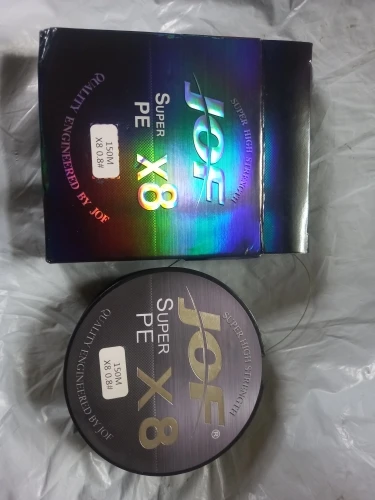 SUPER HIGH STRENGTH
JOF
SUPER
PE
X8
150M
X8 0.8#
QUALITY ENGINEERED BY JOF
SUPER HIGH STRENGTH
JOF®
SUPER
PE
X8
150M
X8 0.8#
QUALITY ENGINEERED BY JOF